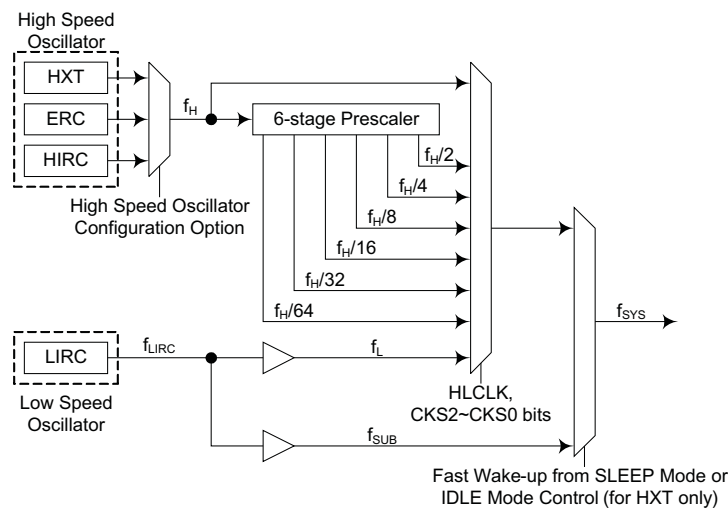 High Speed
Oscillator
HXT
ERC
HIRC
fH
6-stage Prescaler
fH/2
fH/4
fH/8
fH/16
fH/32
fH/64
High Speed Oscillator
Configuration Option
LIRC
fLIRC
fL
Low Speed
Oscillator
HLCLK,
CKS2~CKS0 bits
fSUB
fSYS
Fast Wake-up from SLEEP Mode or
IDLE Mode Control (for HXT only)